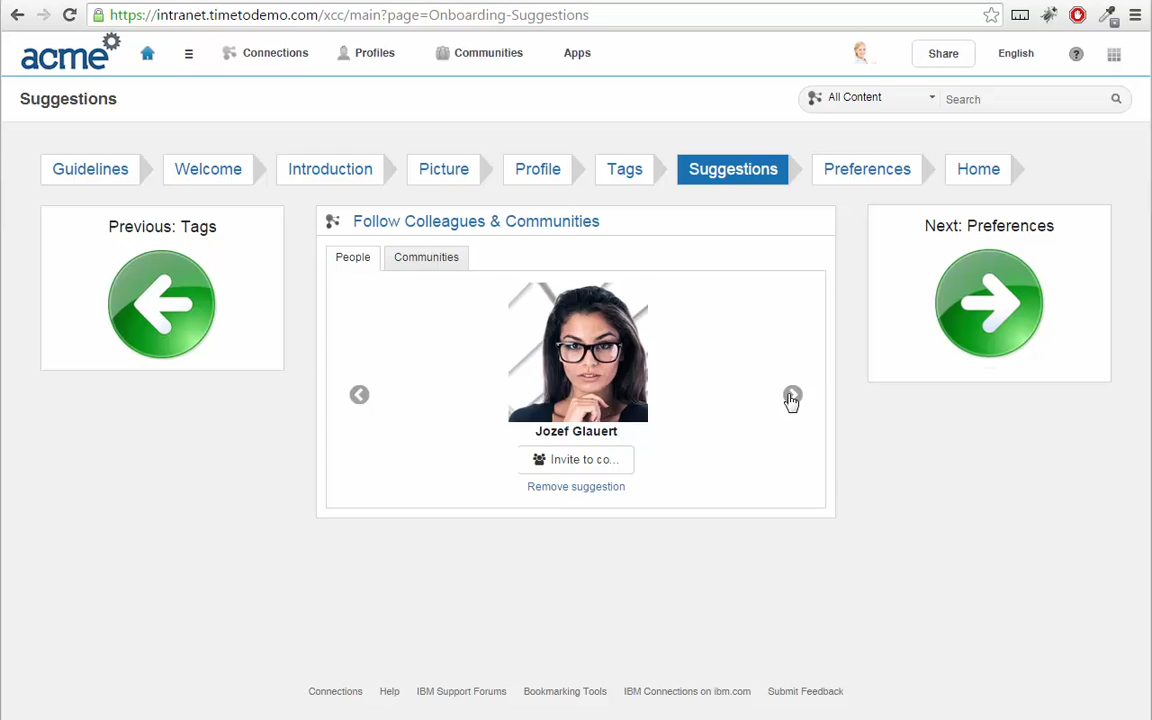 https://intranet.timetodemo.com/xcc/main?page=Onboarding-Suggestions
acme Connections Profiles Communities Apps Share English
Suggestions All Content Search
Guidelines Welcome Introduction Picture Profile Tags Suggestions Preferences Home
Previous: Tags
Follow Colleagues & Communities
People Communities
Jozef Glauert
Invite to co...
Remove suggestion
Next: Preferences
Connections Help IBM Support Forums Bookmarking Tools IBM Connections on ibm.com Submit Feedback